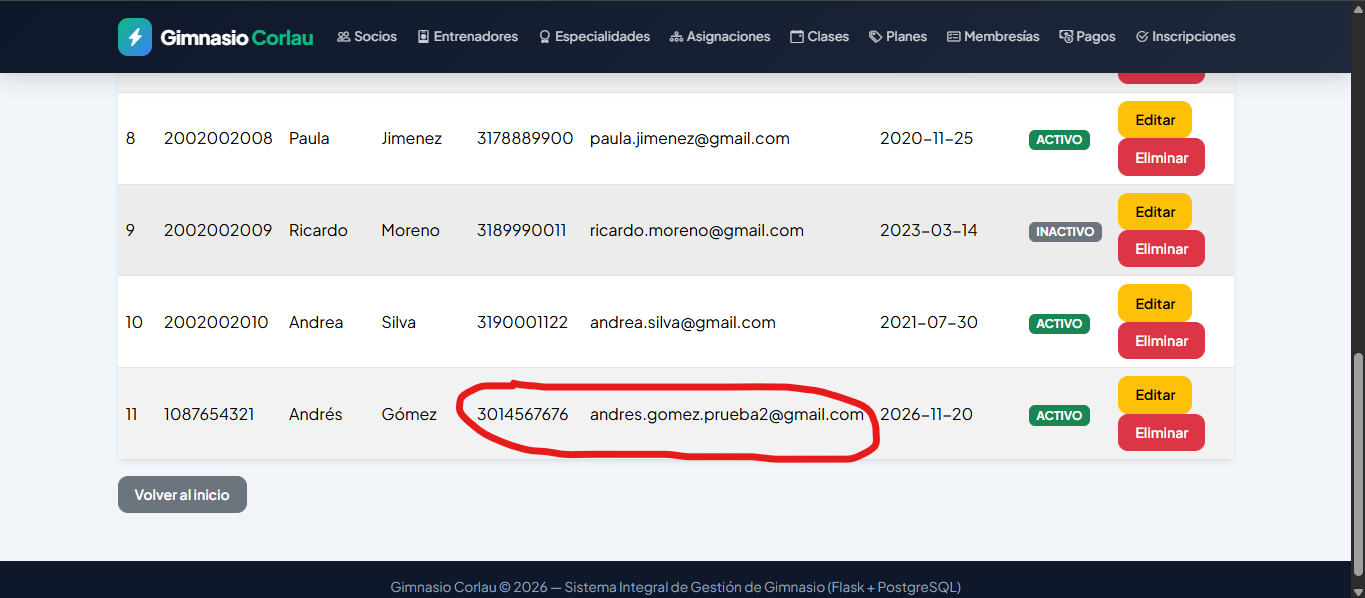 Gimnasio Corlau Socios Entrenadores Especialidades Asignaciones Clases Planes Membresías Pagos Inscripciones
8 2002002008 Paula Jimenez 3178889900 paula.jimenez@gmail.com 2020-11-25 ACTIVO Editar
Eliminar
9 2002002009 Ricardo Moreno 3189990011 ricardo.moreno@gmail.com 2023-03-14 INACTIVO Editar
Eliminar
10 2002002010 Andrea Silva 3190001122 andrea.silva@gmail.com 2021-07-30 ACTIVO Editar
Eliminar
11 1087654321 Andrés Gómez 3014567676 andres.gomez.prueba2@gmail.com 2026-11-20 ACTIVO Editar
Eliminar
Volver al inicio
Gimnasio Corlau © 2026 — Sistema Integral de Gestión de Gimnasio (Flask + PostgreSQL)